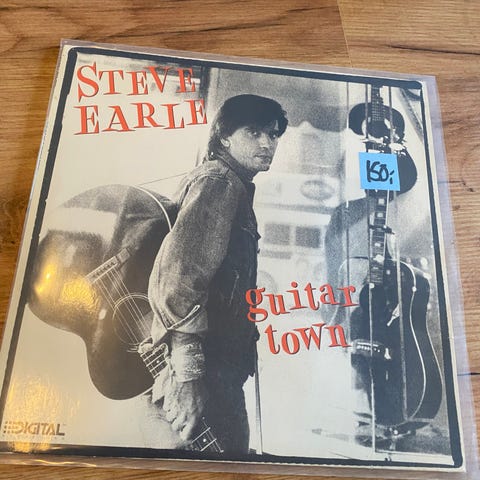 STEVE
EARLE
150,-
guitar
town
DIGITAL